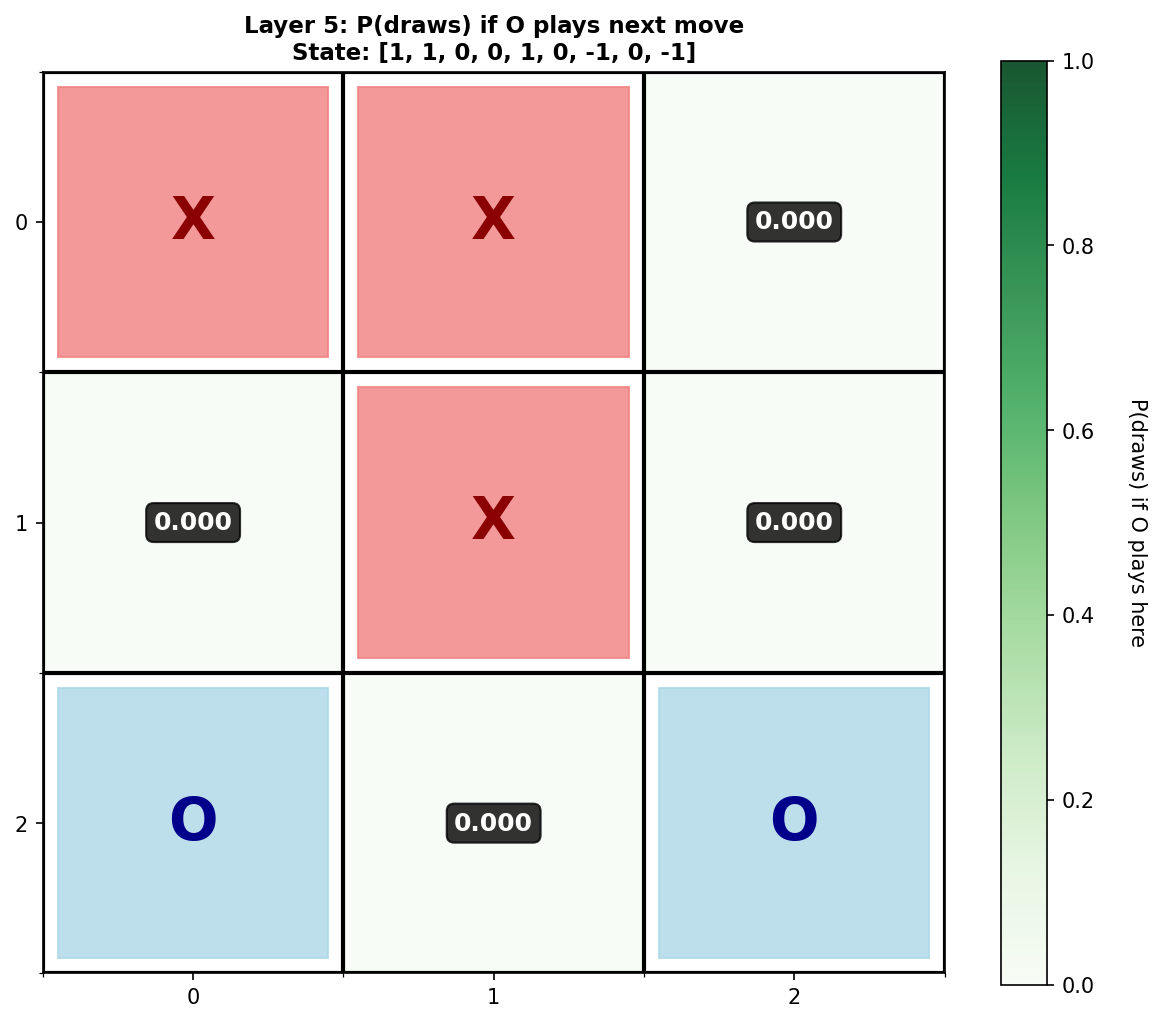 Layer 5: P(draws) if O plays next move
State: [1, 1, 0, 0, 1, 0, -1, 0, -1]
0 X X 0.000
1 0.000 X 0.000
2 O 0.000 O
0 1 2
1.0
0.8
0.6
0.4
0.2
0.0
P(draws) if O plays here